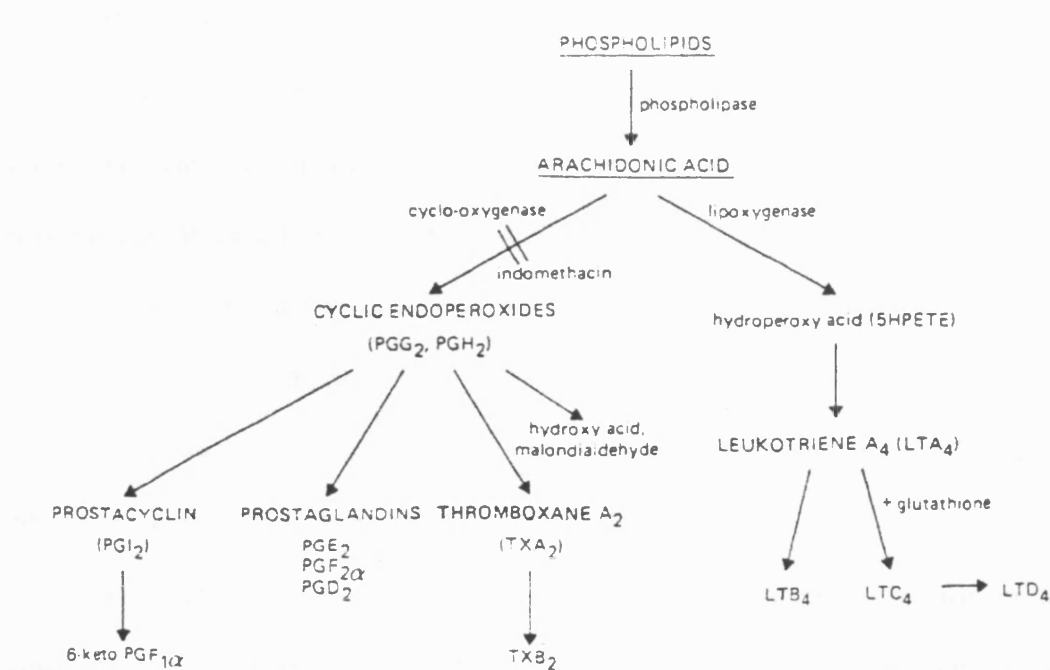 PHOSPHOLIPIDS
phospholipase
ARACHIDONIC ACID
cyclo-oxygenase
lipoxygenase
indomethacin
CYCLIC ENDOPEROXIDES
(PGG₂, PGH₂)
hydroperoxy acid (5HPETE)
hydroxy acid,
malondialdehyde
LEUKOTRIENE A₄ (LTA₄)
+ glutathione
PROSTACYCLIN
(PGI₂)
PROSTAGLANDINS
PGE₂
PGF₂α
PGD₂
THROMBOXANE A₂
(TXA₂)
LTB₄
LTC₄
LTD₄
6-keto PGF₁α
TXB₂